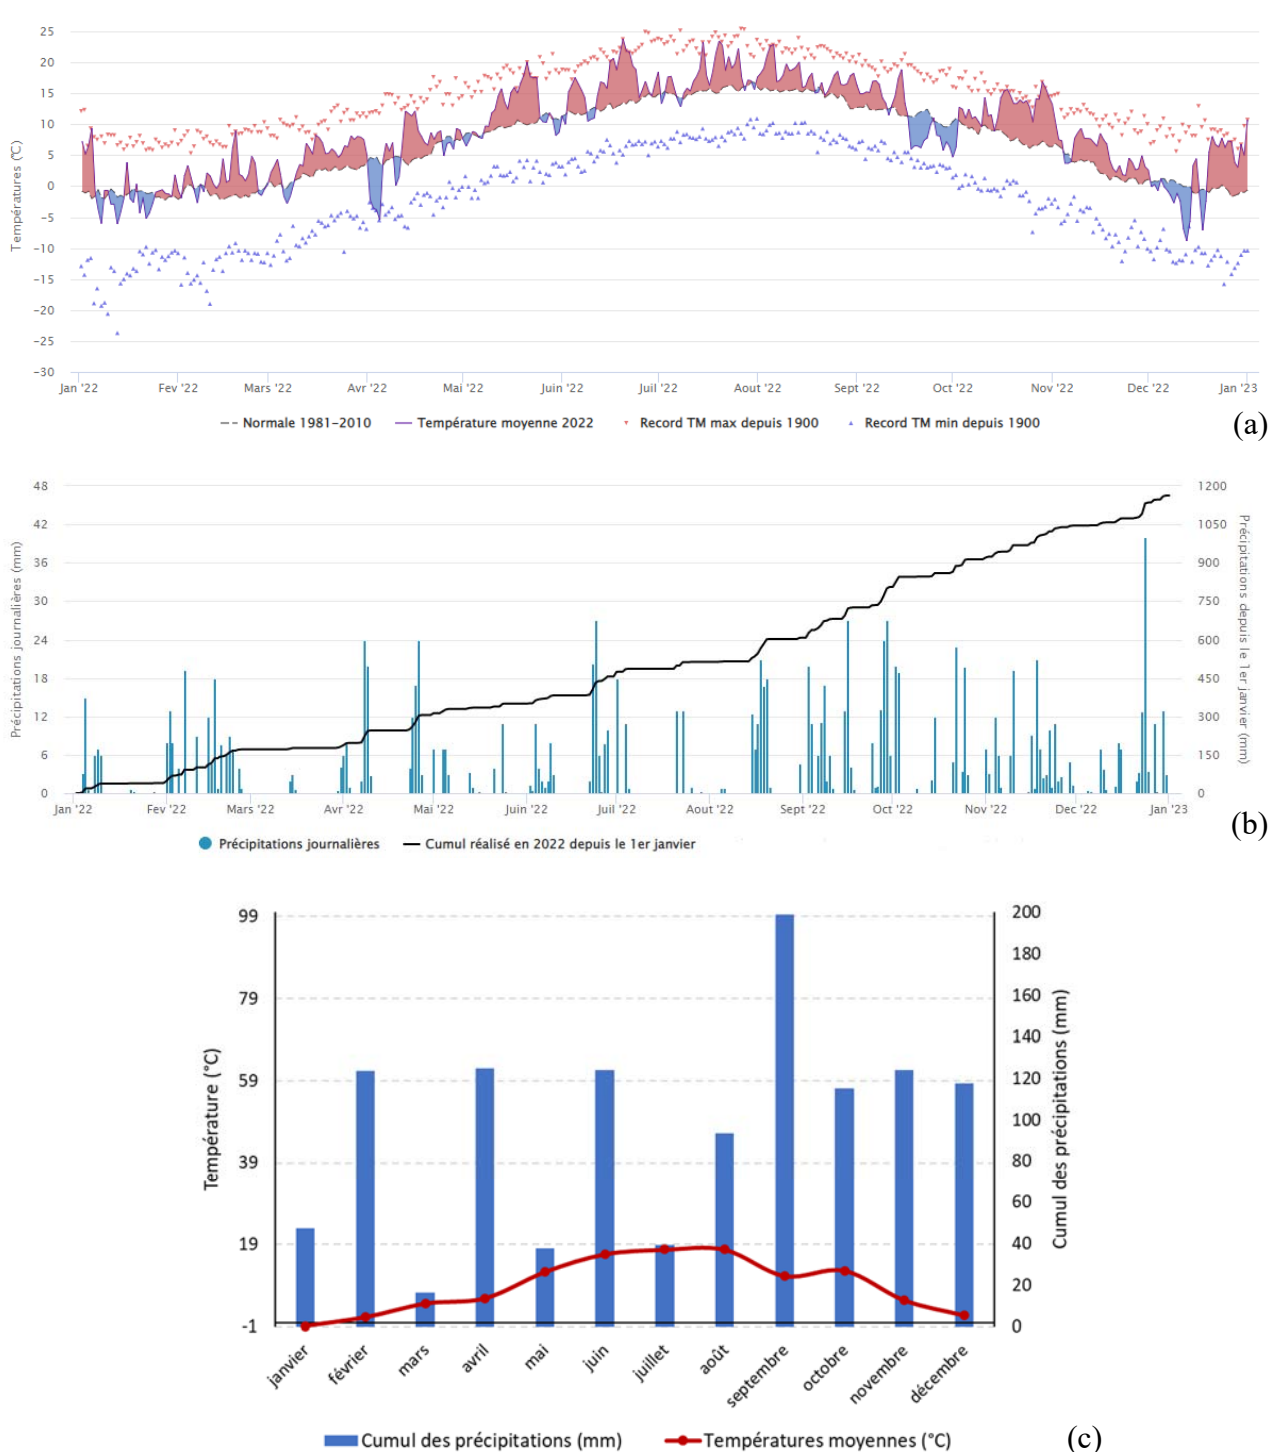 25
20
15
10
5
0
-5
-10
-15
-20
-25
-30
Températures (°C)
Jan '22 Fev '22 Mars '22 Avr '22 Mai '22 Juin '22 Juil '22 Aout '22 Sept '22 Oct '22 Nov '22 Dec '22 Jan '23
Normale 1981-2010 Température moyenne 2022 Record TM max depuis 1900 Record TM min depuis 1900
(a)
48 1200
42 1050
36 900
30 750
24 600
18 450
12 300
6 150
0 0
Précipitations journalières (mm)
Précipitations depuis le 1er janvier (mm)
Jan '22 Fev '22 Mars '22 Avr '22 Mai '22 Juin '22 Juil '22 Aout '22 Sept '22 Oct '22 Nov '22 Dec '22 Jan '23
(b)
Précipitations journalières Cumul réalisé en 2022 depuis le 1er janvier
99
79
59
39
19
-1
Température (°C)
200
180
160
140
120
100
80
60
40
20
0
Cumul des précipitations (mm)
janvier février mars avril mai juin juillet août septembre octobre novembre décembre
Cumul des précipitations (mm) Températures moyennes (°C)
(c)